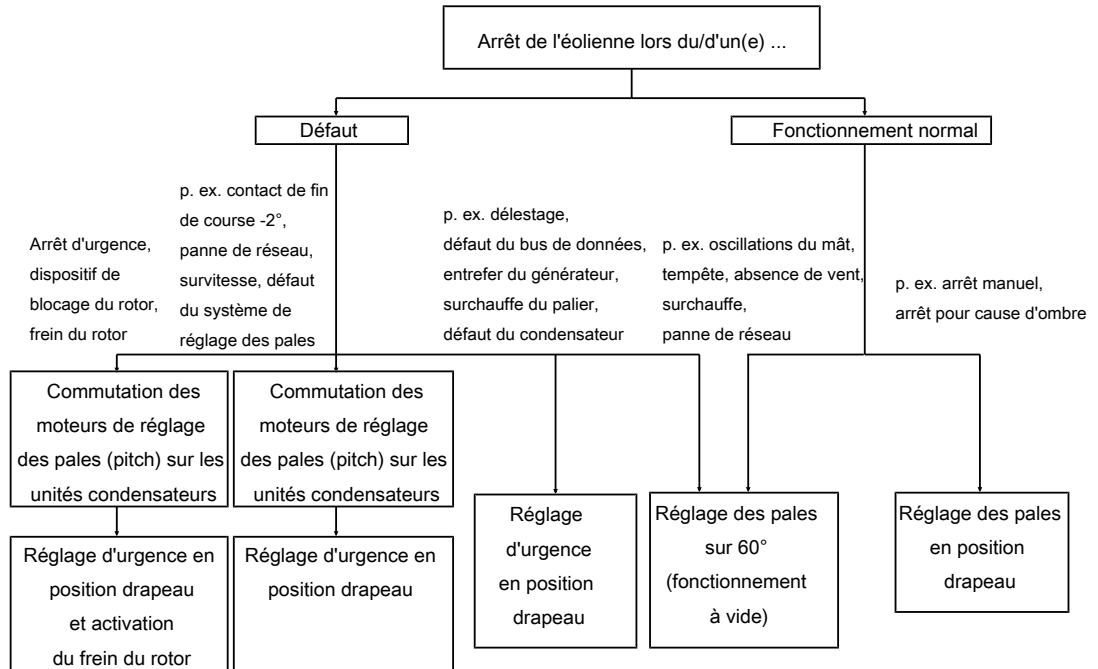 Arrêt de l'éolienne lors du/d'un(e) ...
Défaut
Fonctionnement normal
Arrêt d'urgence,
dispositif de
blocage du rotor,
frein du rotor
p. ex. contact de fin
de course -2°,
panne de réseau,
survitesse, défaut
du système de
réglage des pales
p. ex. délestage,
défaut du bus de données,
entrefer du générateur,
surchauffe du palier,
défaut du condensateur
p. ex. oscillations du mât,
tempête, absence de vent,
surchauffe,
panne de réseau
p. ex. arrêt manuel,
arrêt pour cause d'ombre
Commutation des
moteurs de réglage
des pales (pitch) sur les
unités condensateurs
Commutation des
moteurs de réglage
des pales (pitch) sur les
unités condensateurs
Réglage d'urgence en
position drapeau
et activation
du frein du rotor
Réglage d'urgence en
position drapeau
Réglage
d'urgence
en position
drapeau
Réglage des pales
sur 60°
(fonctionnement
à vide)
Réglage des pales
en position
drapeau